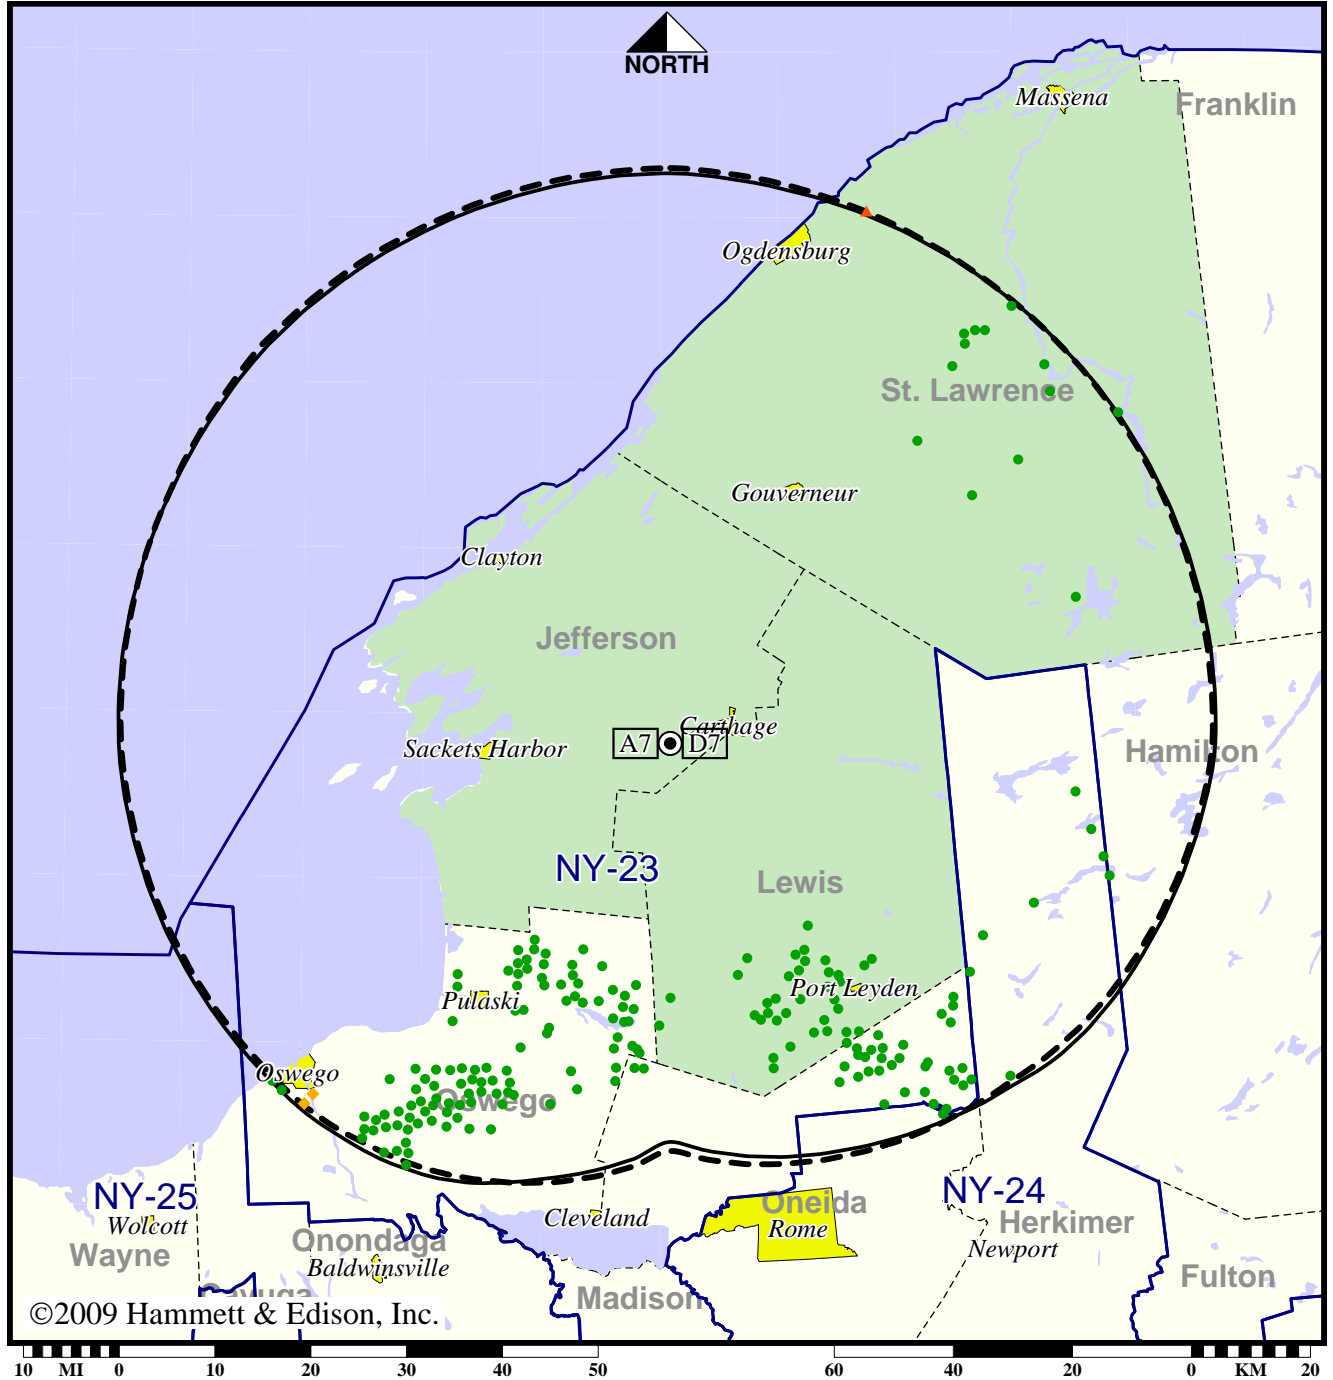 NORTH
Massena
Franklin
Ogdensburg
St. Lawrence
Gouverneur
Clayton
Jefferson
Carthage
A7 D7
Sackets Harbor
Hamilton
NY-23
Lewis
Port Leyden
Pulaski
Oswego
Oswego
NY-25
NY-24
Wolcott
Cleveland
Oneida
Rome
Herkimer
Newport
Wayne
Onondaga
Baldwinsville
Fulton
Cayuga
Madison
©2009 Hammett & Edison, Inc.
10 MI 0 10 20 30 40 50 60 40 20 0 KM 20